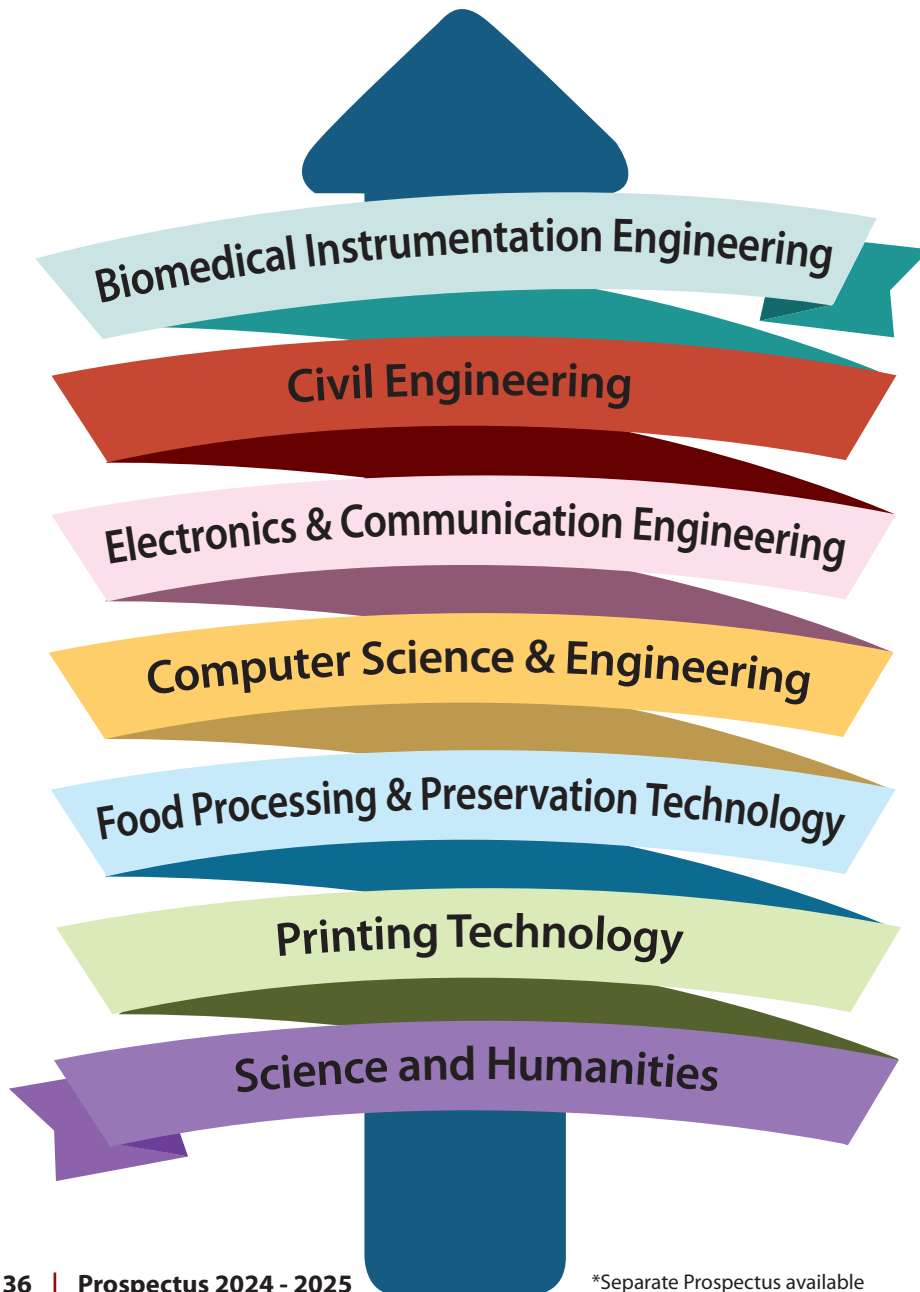 Biomedical Instrumentation Engineering
Civil Engineering
Electronics & Communication Engineering
Computer Science & Engineering
Food Processing & Preservation Technology
Printing Technology
Science and Humanities
36 | Prospectus 2024 - 2025
*Separate Prospectus available